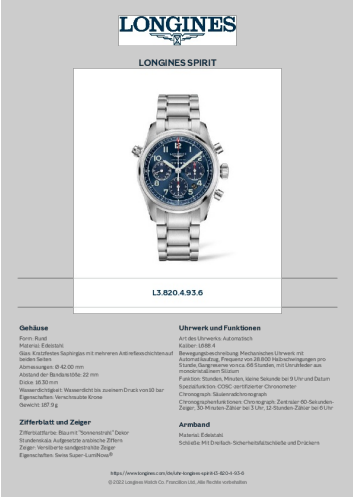 LONGINES
LONGINES SPIRIT
L3.820.4.93.6
Gehäuse
Form: Rund
Material: Edelstahl
Glas: Kratzfestes Saphirglas mit mehreren Antireflexschichten auf
beiden Seiten
Abmessungen: Ø 42.00 mm
Abstand der Bandanstöße: 22 mm
Dicke: 16.30 mm
Wasserdichtigkeit: Wasserdicht bis zu einem Druck von 10 bar
Eigenschaften: Verschraubte Krone
Gewicht: 167.9 g
Zifferblatt und Zeiger
Zifferblattfarbe: Blau mit "Sonnenstrahl" Dekor
Stundenskala: Aufgesetzte arabische Ziffern
Zeiger: Versilberte sandgestrahlte Zeiger
Eigenschaften: Swiss Super-LumiNova®
Uhrwerk und Funktionen
Art des Uhrwerks: Automatisch
Kaliber: L688.4
Bewegungsbeschreibung: Mechanisches Uhrwerk mit
Automatikaufzug, Frequenz von 28.800 Halbschwingungen pro
Stunde, Gangreserve von ca. 66 Stunden, mit Unruhfeder aus
monokristallinem Silizium
Funktion: Stunden, Minuten, kleine Sekunde bei 9 Uhr und Datum
Spezialfunktion: COSC zertifizierter Chronometer
Chronograph: Säulenradchronograph
Chronographenfunktionen: Chronograph: Zentraler 60-Sekunden-
Zeiger, 30-Minuten-Zähler bei 3 Uhr, 12-Stunden-Zähler bei 6 Uhr
Armband
Material: Edelstahl
Schließe: Mit Dreifach-Sicherheitsfaltschließe und Drückern
https://www.longines.com/de/uhr-longines-spirit-l3-820-4-93-6
© 2022 Longines Watch Co. Francillon Ltd., Alle Rechte vorbehalten